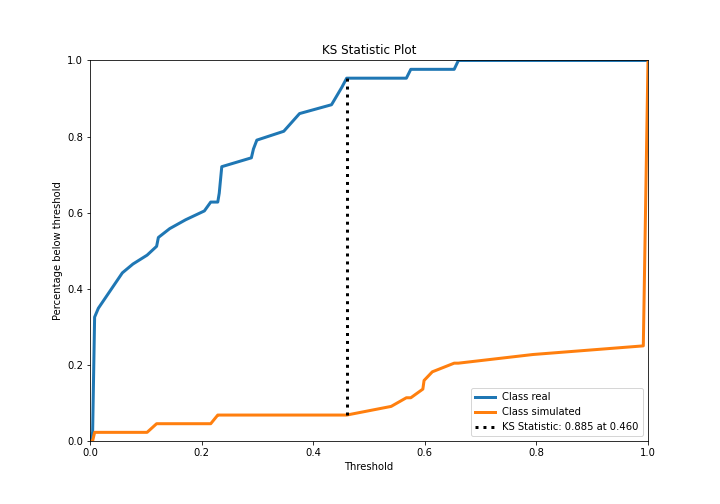 KS Statistic Plot
1.0
0.8
0.6
0.4
0.2
0.0
Percentage below threshold
0.0 0.2 0.4 0.6 0.8 1.0
Threshold
Class real
Class simulated
KS Statistic: 0.885 at 0.460